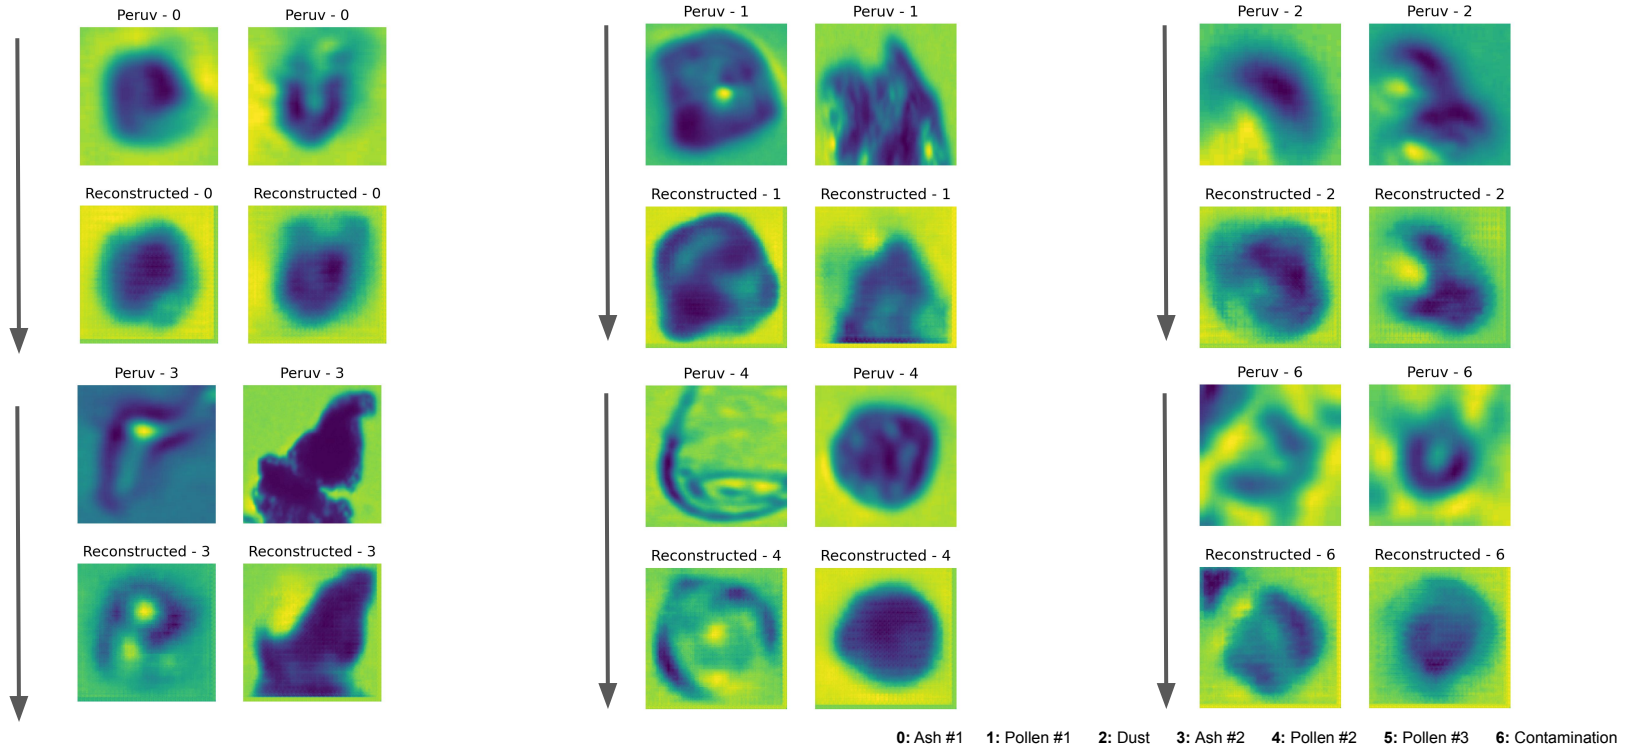 Peruv - 0 Peruv - 0 Peruv - 1 Peruv - 1 Peruv - 2 Peruv - 2
Reconstructed - 0 Reconstructed - 0 Reconstructed - 1 Reconstructed - 1 Reconstructed - 2 Reconstructed - 2
Peruv - 3 Peruv - 3 Peruv - 4 Peruv - 4 Peruv - 6 Peruv - 6
Reconstructed - 3 Reconstructed - 3 Reconstructed - 4 Reconstructed - 4 Reconstructed - 6 Reconstructed - 6
0: Ash #1 1: Pollen #1 2: Dust 3: Ash #2 4: Pollen #2 5: Pollen #3 6: Contamination